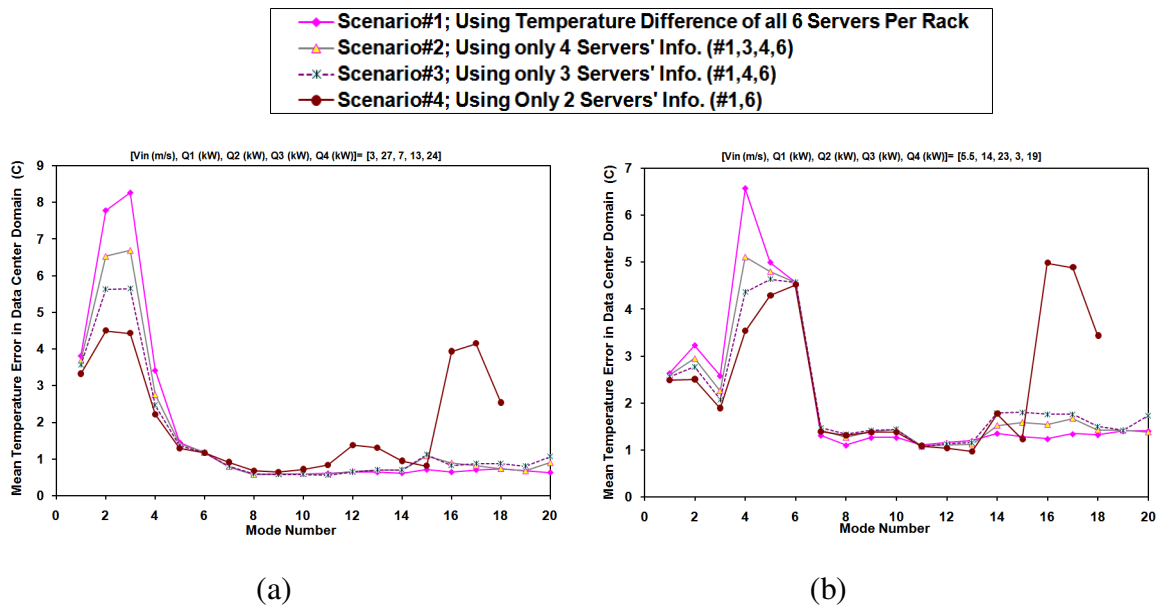 Scenario#1; Using Temperature Difference of all 6 Servers Per Rack
Scenario#2; Using only 4 Servers' Info. (#1,3,4,6)
Scenario#3; Using only 3 Servers' Info. (#1,4,6)
Scenario#4; Using Only 2 Servers' Info. (#1,6)
[Vin (m/s), Q1 (kW), Q2 (kW), Q3 (kW), Q4 (kW)]= [3, 27, 7, 13, 24]
Mean Temperature Error in Data Center Domain (C)
9
8
7
6
5
4
3
2
1
0
0 2 4 6 8 10 12 14 16 18 20
Mode Number
(a)
[Vin (m/s), Q1 (kW), Q2 (kW), Q3 (kW), Q4 (kW)]= [5.5, 14, 23, 3, 19]
Mean Temperature Error in Data Center Domain (C)
7
6
5
4
3
2
1
0
0 2 4 6 8 10 12 14 16 18 20
Mode Number
(b)